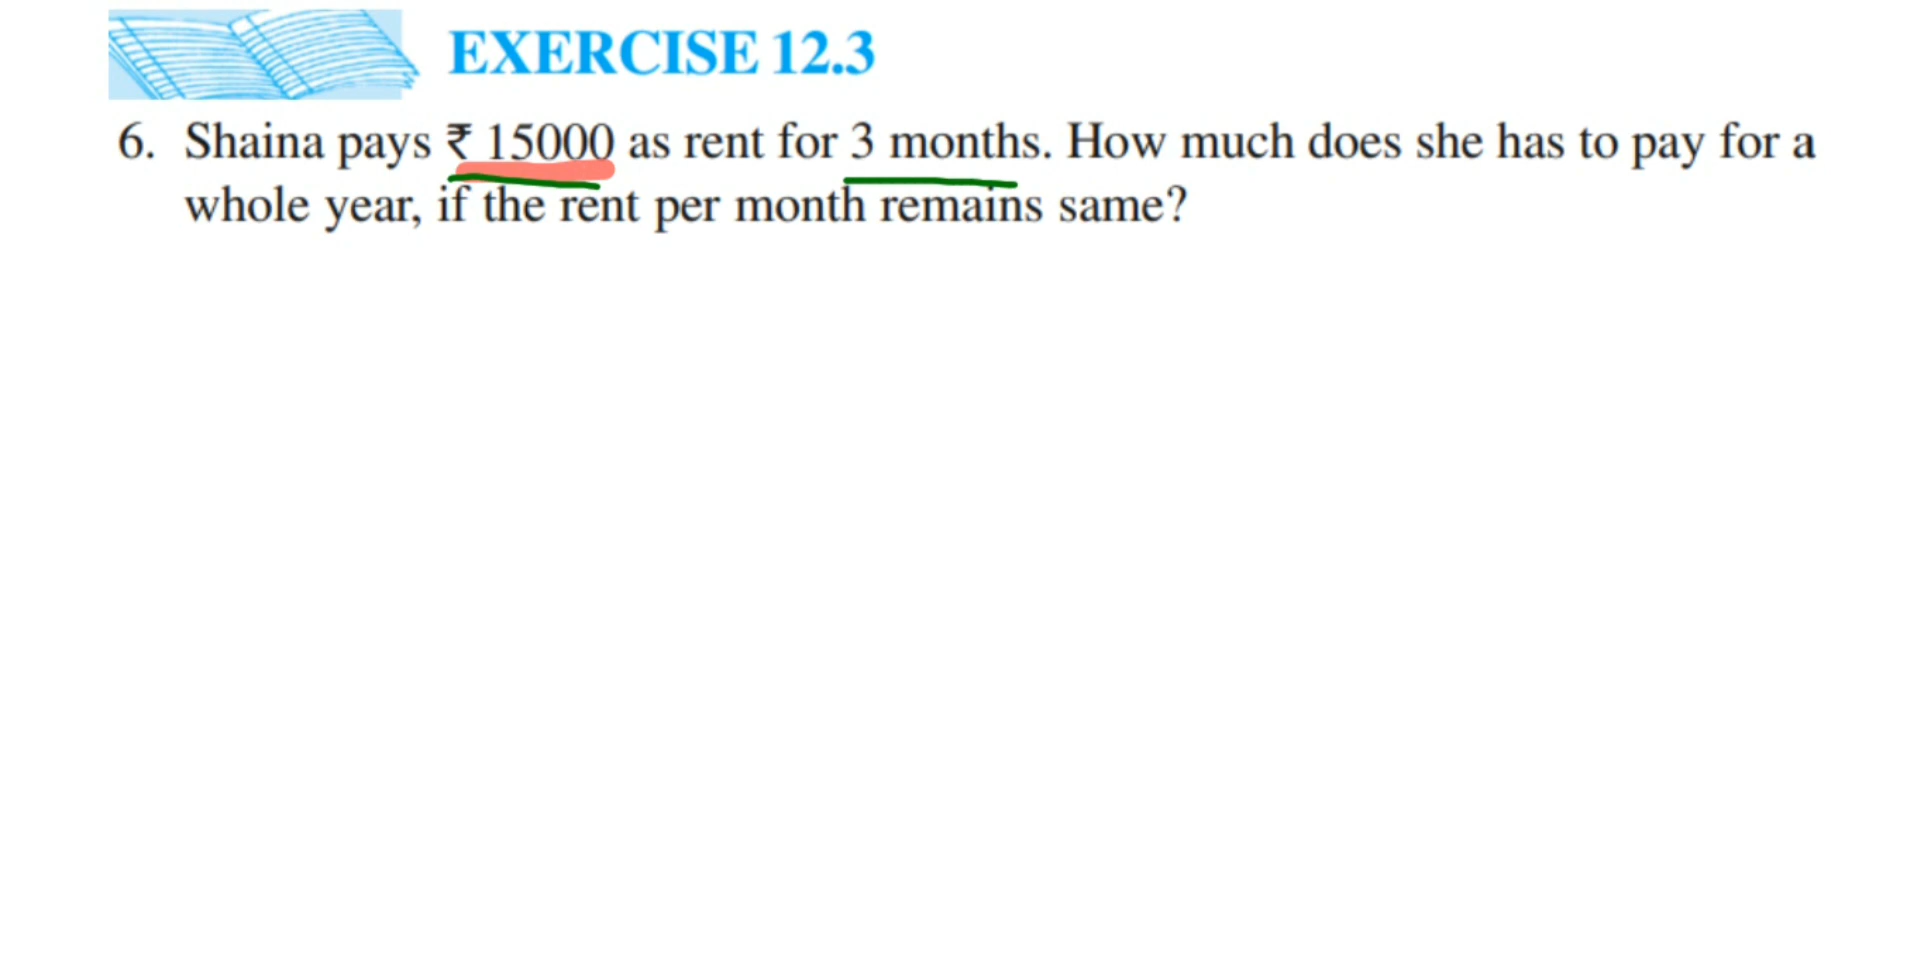 EXERCISE 12.3
6. Shaina pays ₹ 15000 as rent for 3 months. How much does she has to pay for a
whole year, if the rent per month remains same?